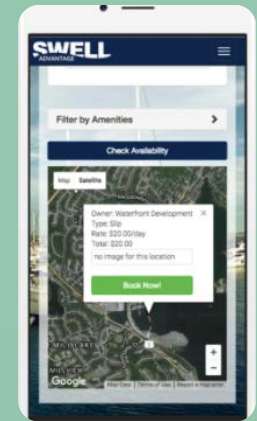 SWELL
ADVANTAGE
Filter by Amenities
Check Availability
Map Satellite
Owner: Waterfront Development
Type: Slip
Rate: $20.00/day
Total: $20.00
no image for this location
Book Now!
MILLVIEW
+
−
Google
Map Data Terms of Use Report a map error